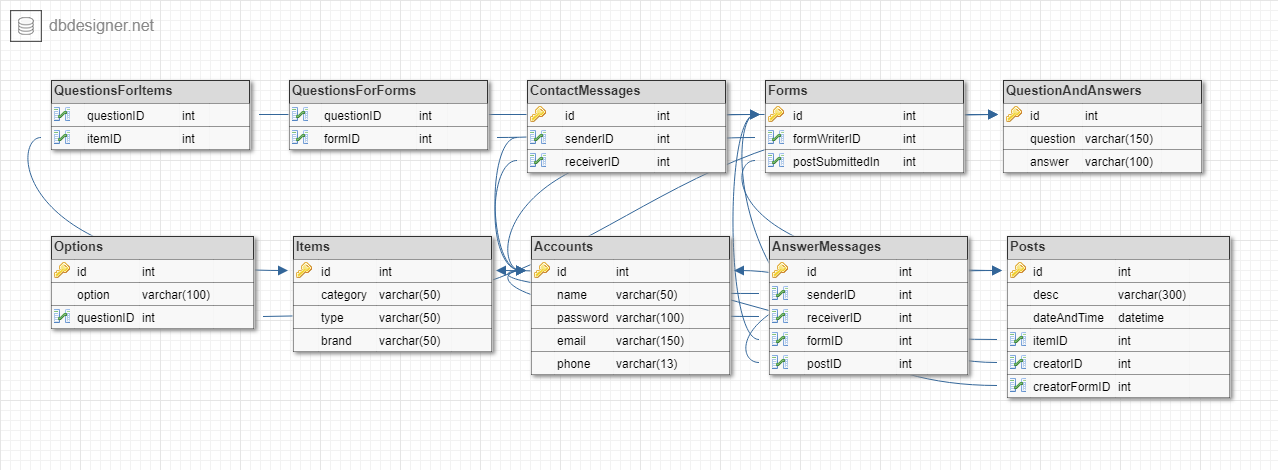 dbdesigner.net
QuestionsForItems
questionID int
itemID int
QuestionsForForms
questionID int
formID int
ContactMessages
id int
senderID int
receiverID int
Forms
id int
formWriterID int
postSubmittedIn int
QuestionAndAnswers
id int
question varchar(150)
answer varchar(100)
Options
id int
option varchar(100)
questionID int
Items
id int
category varchar(50)
type varchar(50)
brand varchar(50)
Accounts
id int
name varchar(50)
password varchar(100)
email varchar(150)
phone varchar(13)
AnswerMessages
id int
senderID int
receiverID int
formID int
postID int
Posts
id int
desc varchar(300)
dateAndTime datetime
itemID int
creatorID int
creatorFormID int